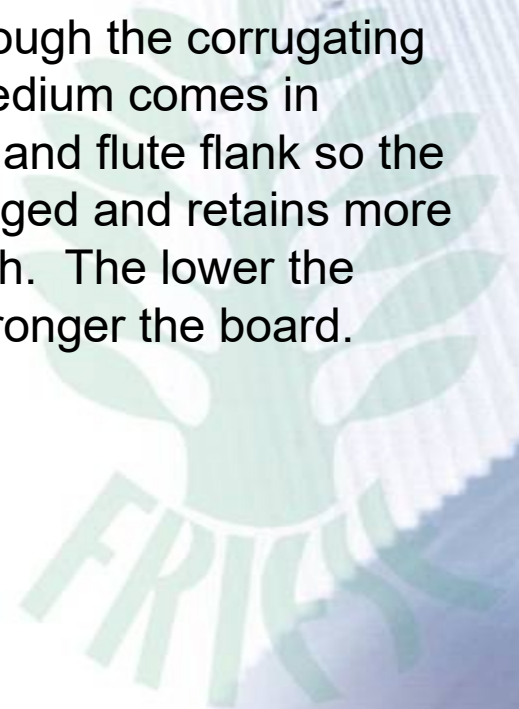 ough the corrugating
edium comes in
and flute flank so the
ged and retains more
h. The lower the
ronger the board.